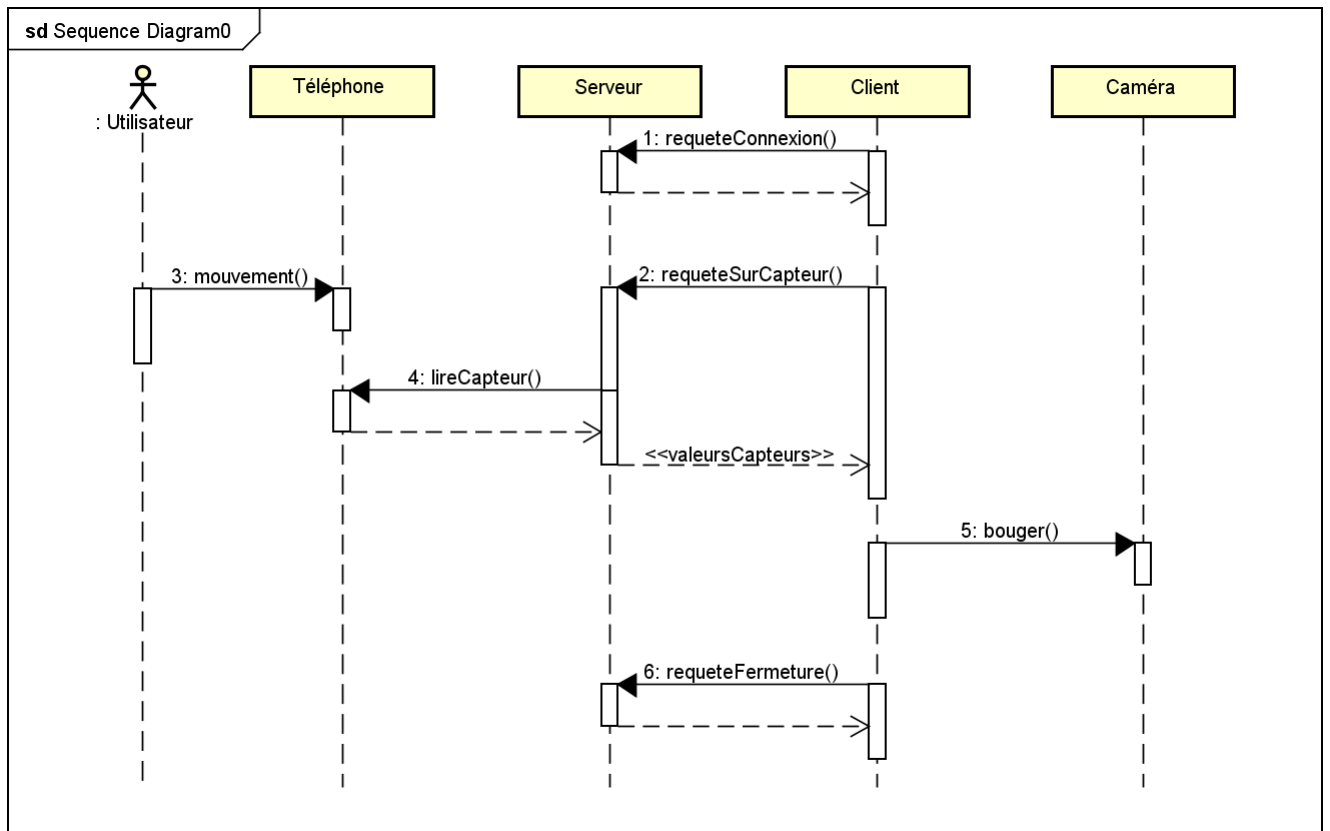 sd Sequence Diagram0
: Utilisateur
Téléphone
Serveur
Client
Caméra
1: requeteConnexion()
3: mouvement()
2: requeteSurCapteur()
4: lireCapteur()
<<valeursCapteurs>>
5: bouger()
6: requeteFermeture()